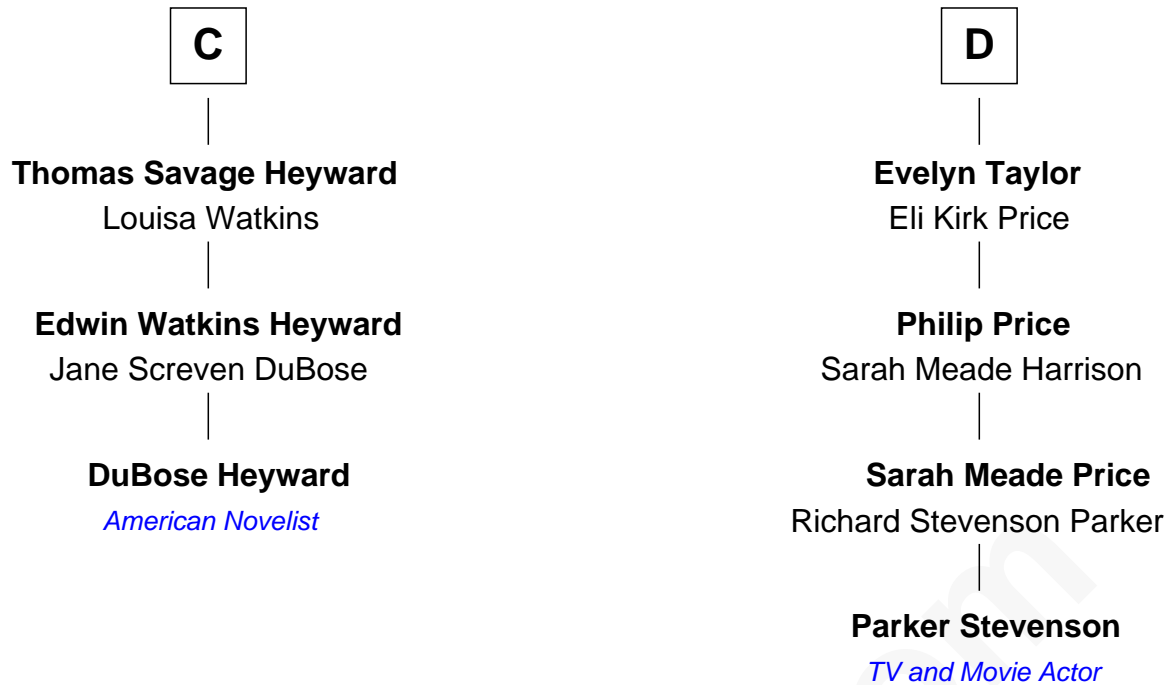 C
Thomas Savage Heyward
Louisa Watkins
Edwin Watkins Heyward
Jane Screven DuBose
DuBose Heyward
American Novelist
D
Evelyn Taylor
Eli Kirk Price
Philip Price
Sarah Meade Harrison
Sarah Meade Price
Richard Stevenson Parker
Parker Stevenson
TV and Movie Actor